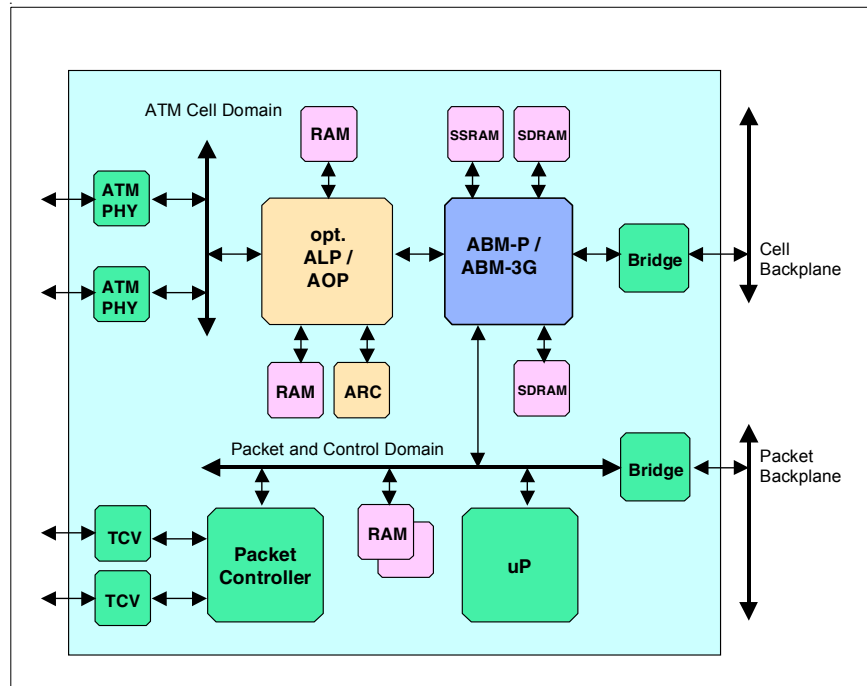 ATM Cell Domain
RAM
SSRAM
SDRAM
ATM
PHY
opt.
ALP /
AOP
ABM-P /
ABM-3G
Bridge
Cell
Backplane
ATM
PHY
RAM
ARC
SDRAM
Packet and Control Domain
Bridge
Packet
Backplane
TCV
Packet
Controller
RAM
uP
TCV